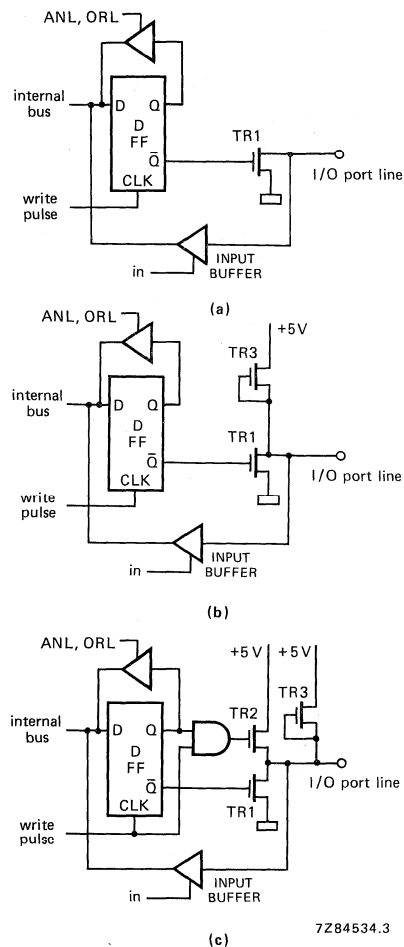 ANL, ORL
internal
bus
D
Q
D
FF
Q̅
CLK
TR1
write
pulse
I/O port line
INPUT
BUFFER
in
(a)
ANL, ORL
+5V
TR3
internal
bus
D
Q
D
FF
TR1
Q̅
CLK
I/O port line
write
pulse
INPUT
BUFFER
in
(b)
ANL, ORL
+5V
+5V
TR3
internal
bus
D
Q
TR2
D
FF
Q̅
CLK
TR1
I/O port line
write
pulse
INPUT
BUFFER
in
7Z84534.3
(c)